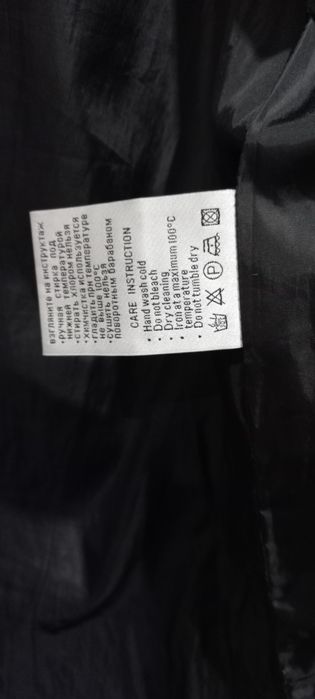 взгляните на инструктаж
•ручная стирка под
нижней температурой
•стирать хлором нельзя
•химчистка используется
•гладить при температуре
не выше 100°C
•сушить нельзя
поворотным барабаном
CARE INSTRUCTION
• Hand wash cold
• Do not bleach
• Dry cleaning
• Iron at a maximum 100°C
temperature
• Do not tumble dry
P